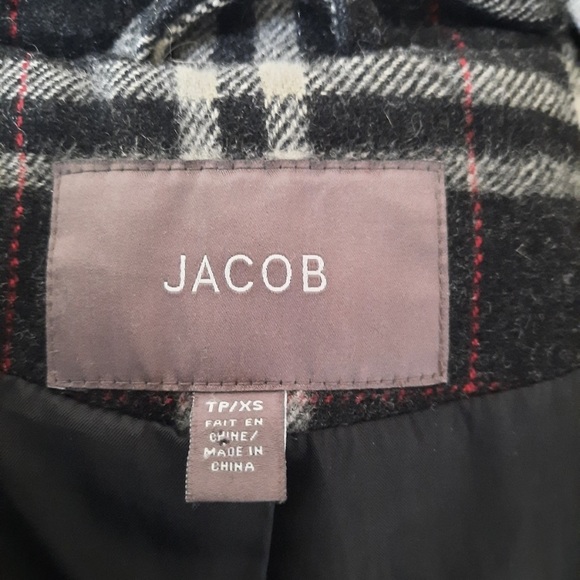 JACOB
TP/XS
FAIT EN
CHINE/
MADE IN
CHINA